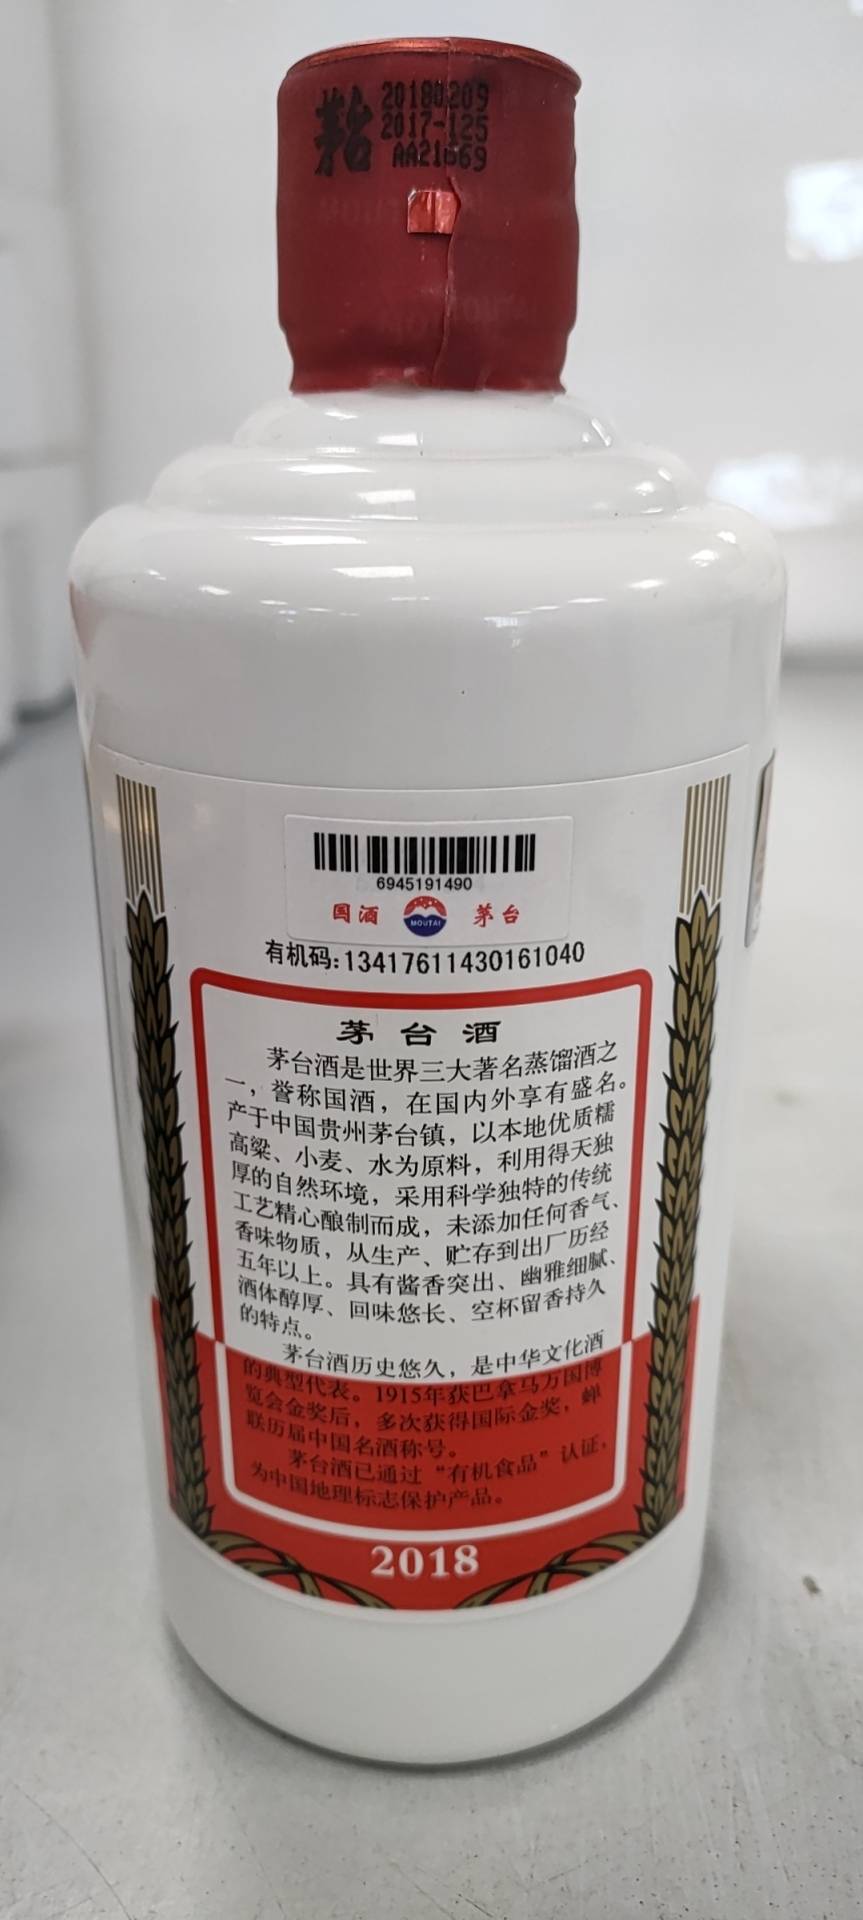 茅台
20180209
2017-125
AA21669
6945191490
国酒 MOUTAI 茅台
有机码:13417611430161040
茅台酒
茅台酒是世界三大著名蒸馏酒之
一，誉称国酒，在国内外享有盛名。
产于中国贵州茅台镇，以本地优质糯
高粱、小麦、水为原料，利用得天独
厚的自然环境，采用科学独特的传统
工艺精心酿制而成，未添加任何香气、
香味物质，从生产、贮存到出厂历经
五年以上。具有酱香突出、幽雅细腻、
酒体醇厚、回味悠长、空杯留香持久
的特点。
茅台酒历史悠久，是中华文化酒
的典型代表。1915年获巴拿马万国博
览会金奖后，多次获得国际金奖，蝉
联历届中国名酒称号。
茅台酒已通过“有机食品”认证，
为中国地理标志保护产品。
2018